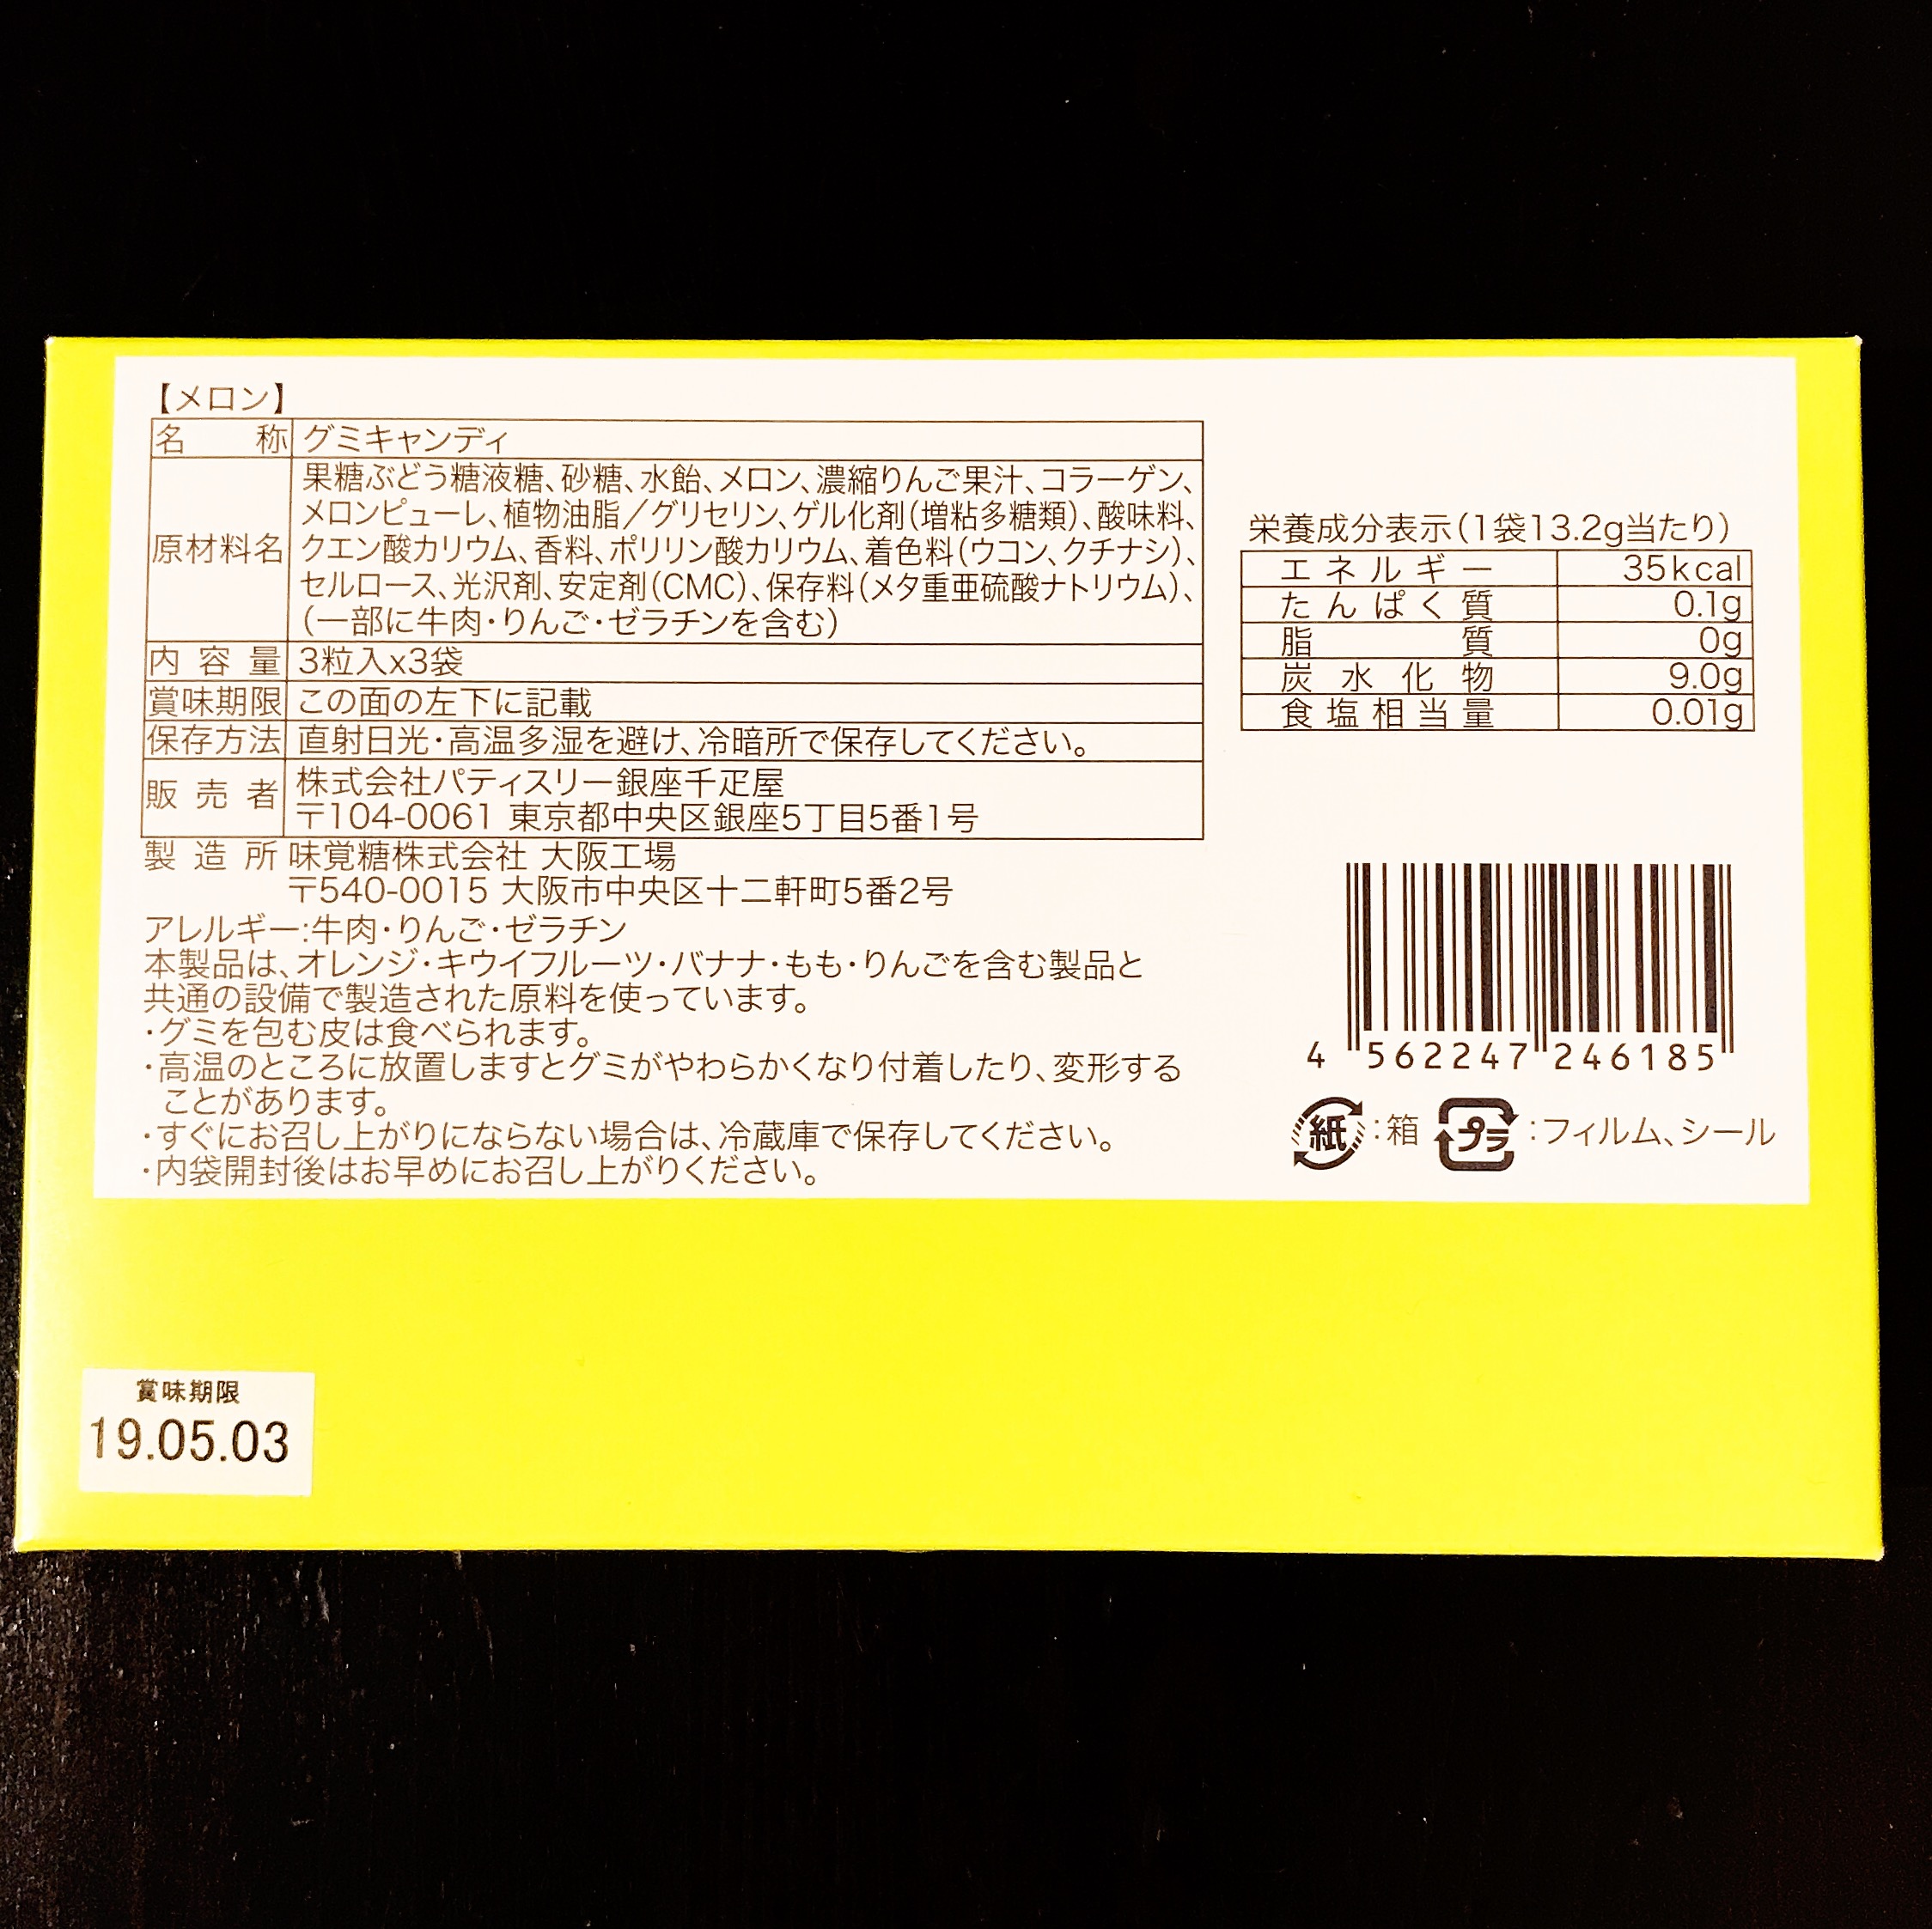 【メロン】
名　称 グミキャンディ
原材料名 果糖ぶどう糖液糖、砂糖、水飴、メロン、濃縮りんご果汁、コラーゲン、
メロンピューレ、植物油脂／グリセリン、ゲル化剤(増粘多糖類)、酸味料、
クエン酸カリウム、香料、ポリリン酸カリウム、着色料(ウコン、クチナシ)、
セルロース、光沢剤、安定剤(CMC)、保存料(メタ重亜硫酸ナトリウム)、
(一部に牛肉・りんご・ゼラチンを含む)
内容量 3粒入x3袋
賞味期限 この面の左下に記載
保存方法 直射日光・高温多湿を避け、冷暗所で保存してください。
販売者 株式会社パティスリー銀座千疋屋
〒104-0061 東京都中央区銀座5丁目5番1号
製造所 味覚糖株式会社 大阪工場
〒540-0015 大阪市中央区十二軒町5番2号
アレルギー:牛肉・りんご・ゼラチン
本製品は、オレンジ・キウイフルーツ・バナナ・もも・りんごを含む製品と
共通の設備で製造された原料を使っています。
・グミを包む皮は食べられます。
・高温のところに放置しますとグミがやわらかくなり付着したり、変形する
ことがあります。
・すぐにお召し上がりにならない場合は、冷蔵庫で保存してください。
・内袋開封後はお早めにお召し上がりください。
栄養成分表示(1袋13.2g当たり)
エネルギー 35kcal
たんぱく質 0.1g
脂質 0g
炭水化物 9.0g
食塩相当量 0.01g
4 562247 246185
紙:箱 プラ:フィルム、シール
賞味期限
19.05.03